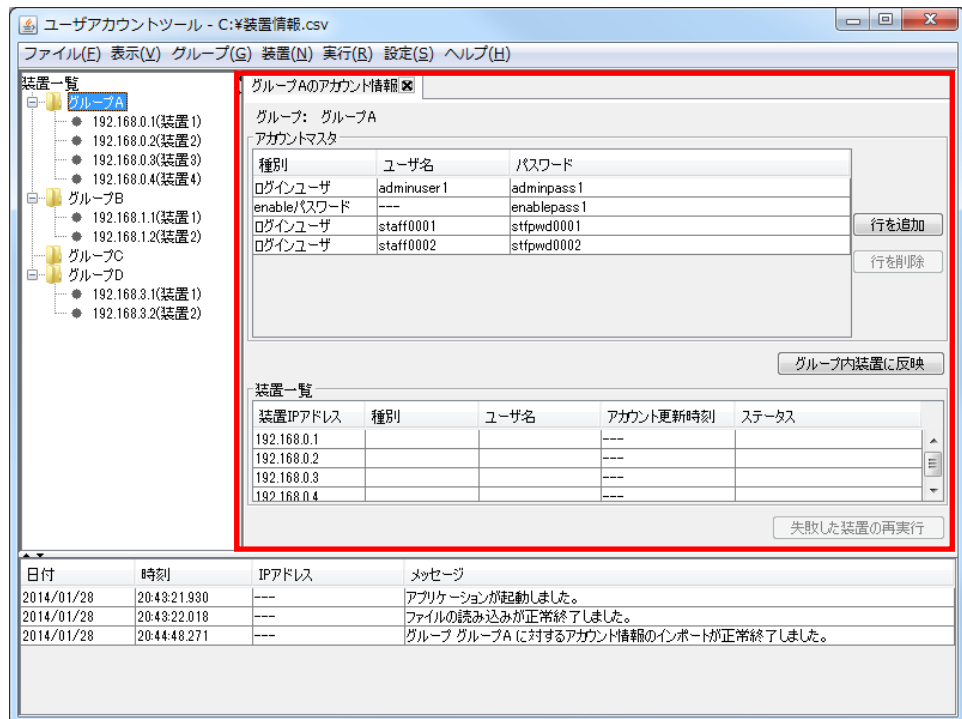 ユーザアカウントツール - C:¥装置情報.csv
ファイル(F) 表示(V) グループ(G) 装置(N) 実行(R) 設定(S) ヘルプ(H)
装置一覧
グループA
192.168.0.1(装置1)
192.168.0.2(装置2)
192.168.0.3(装置3)
192.168.0.4(装置4)
グループB
192.168.1.1(装置1)
192.168.1.2(装置2)
グループC
グループD
192.168.3.1(装置1)
192.168.3.2(装置2)
グループAのアカウント情報
グループ: グループA
アカウントマスタ
種別 ユーザ名 パスワード
ログインユーザ adminuser1 adminpass1
enableパスワード --- enablepass1
ログインユーザ staff0001 stfpwd0001
ログインユーザ staff0002 stfpwd0002
行を追加
行を削除
グループ内装置に反映
装置一覧
装置IPアドレス 種別 ユーザ名 アカウント更新時刻 ステータス
192.168.0.1 ---
192.168.0.2 ---
192.168.0.3 ---
192.168.0.4 ---
失敗した装置の再実行
日付 時刻 IPアドレス メッセージ
2014/01/28 20:43:21.930 --- アプリケーションが起動しました。
2014/01/28 20:43:22.018 --- ファイルの読み込みが正常終了しました。
2014/01/28 20:44:48.271 --- グループ グループA に対するアカウント情報のインポートが正常終了しました。